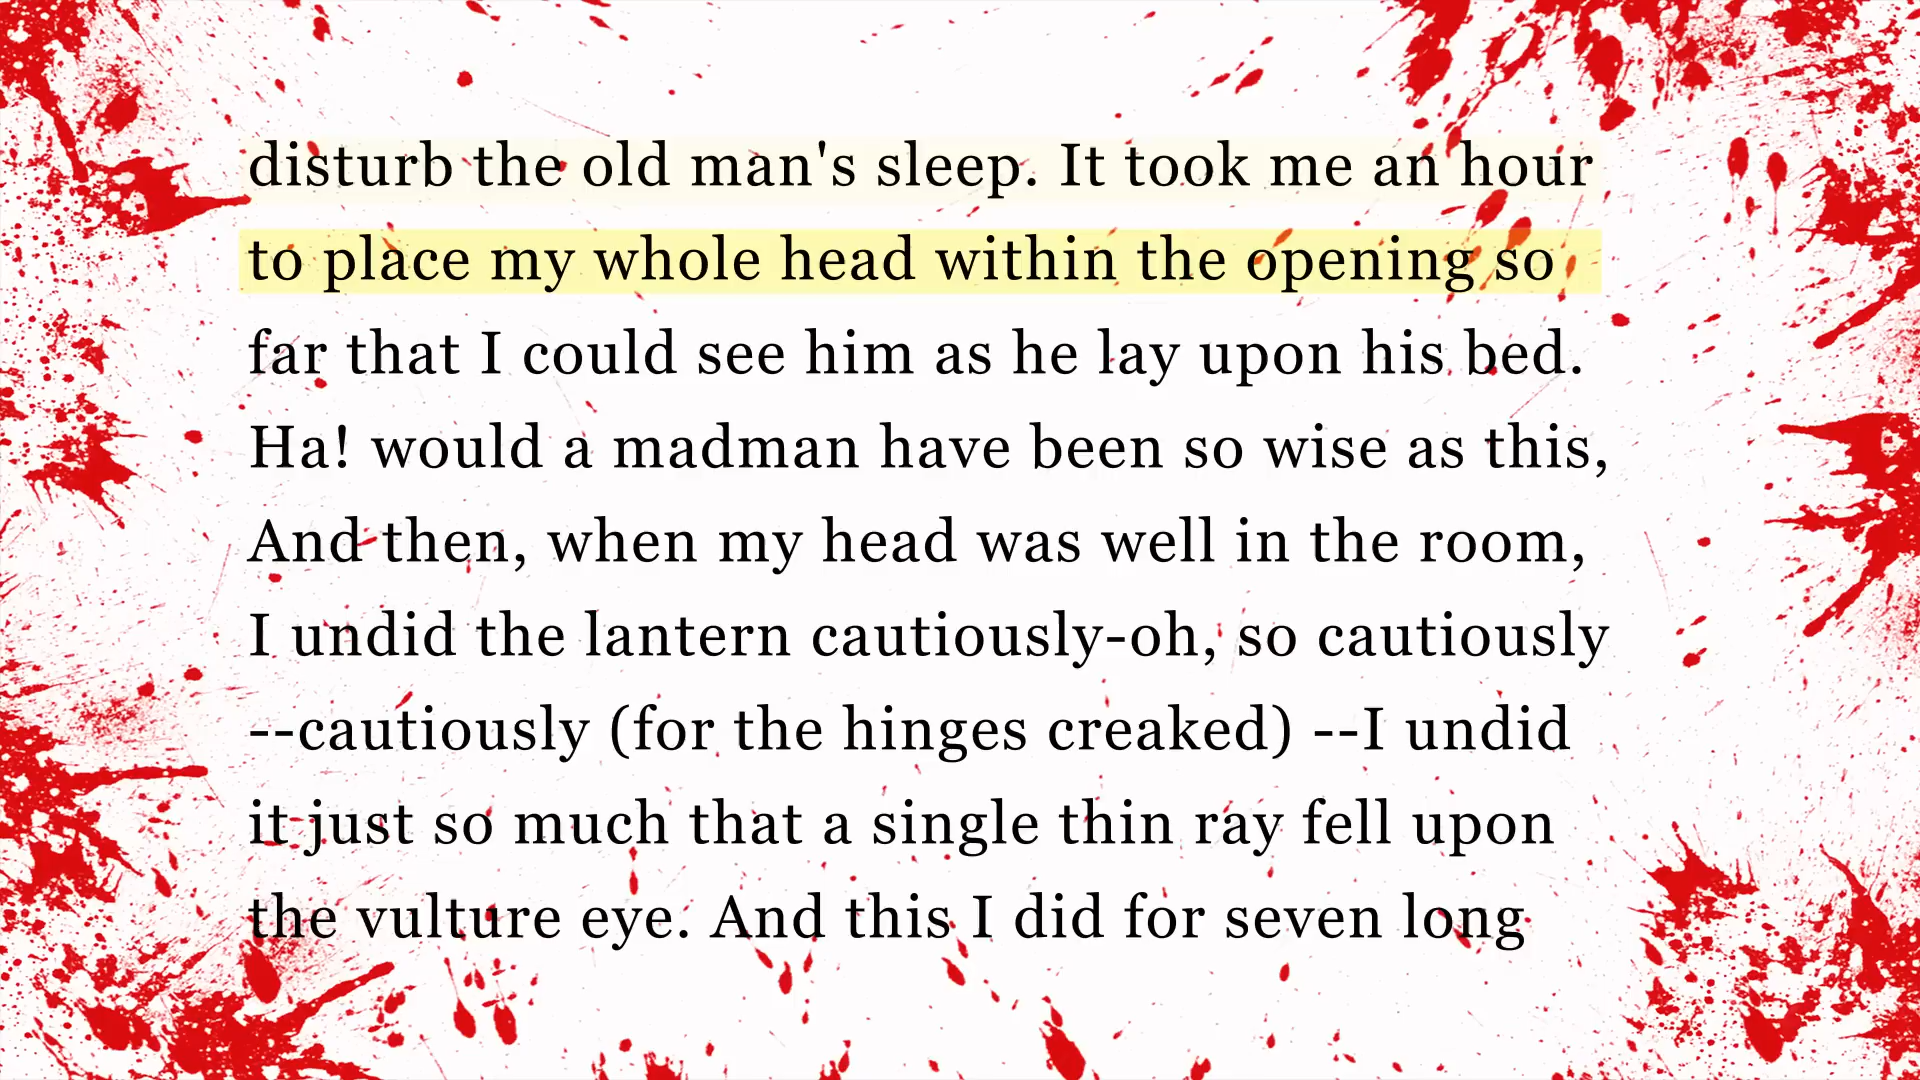 disturb the old man's sleep. It took me an hour
to place my whole head within the opening so
far that I could see him as he lay upon his bed.
Ha! would a madman have been so wise as this,
And then, when my head was well in the room,
I undid the lantern cautiously-oh, so cautiously
--cautiously (for the hinges creaked) --I undid
it just so much that a single thin ray fell upon
the vulture eye. And this I did for seven long